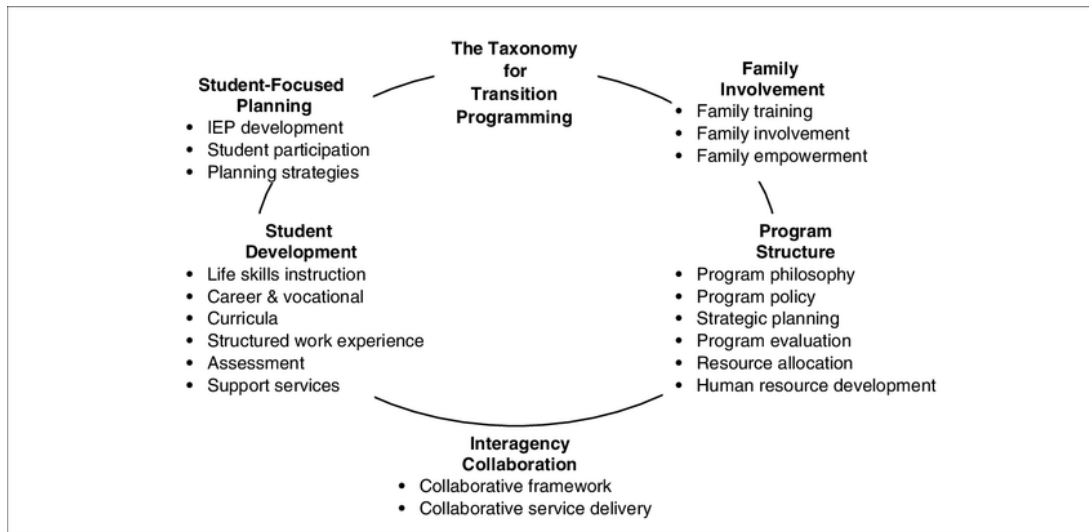 The Taxonomy
for
Transition
Programming
Student-Focused
Planning
• IEP development
• Student participation
• Planning strategies
Family
Involvement
• Family training
• Family involvement
• Family empowerment
Student
Development
• Life skills instruction
• Career & vocational
• Curricula
• Structured work experience
• Assessment
• Support services
Program
Structure
• Program philosophy
• Program policy
• Strategic planning
• Program evaluation
• Resource allocation
• Human resource development
Interagency
Collaboration
• Collaborative framework
• Collaborative service delivery